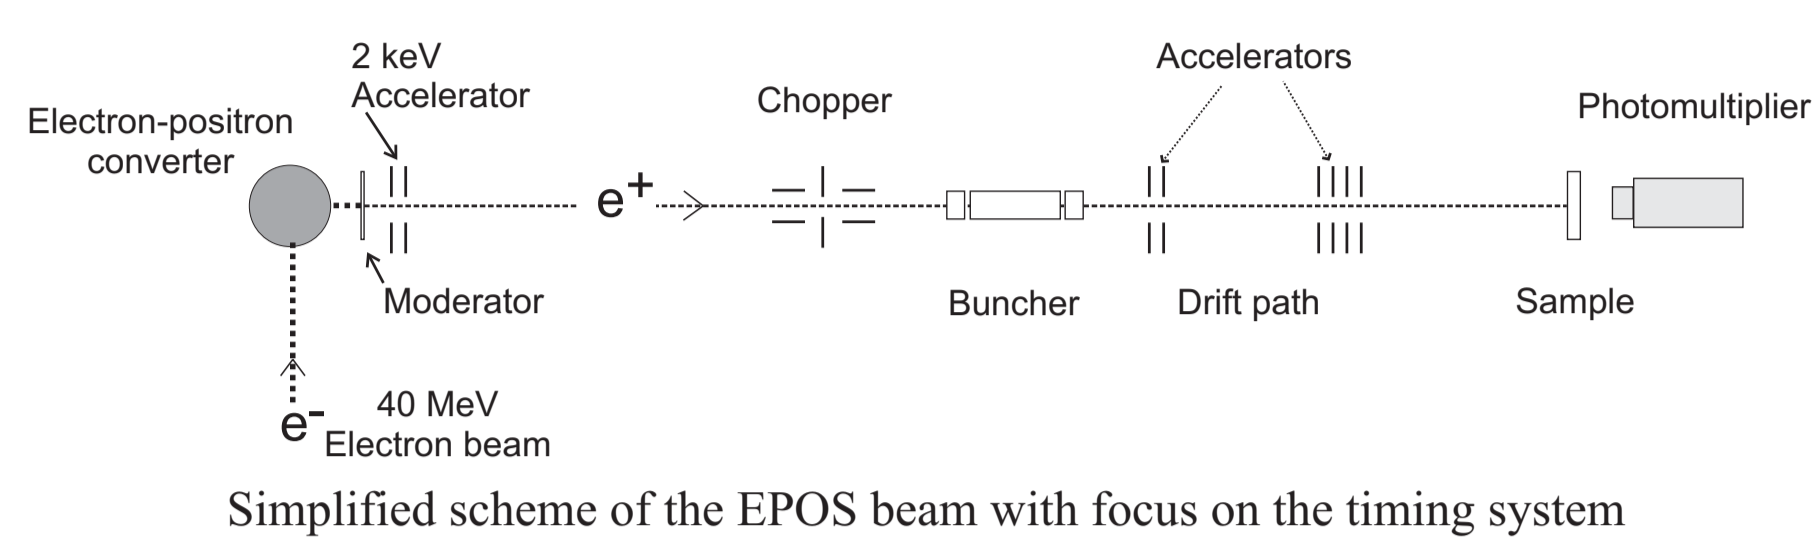 2 keV
Accelerator
Electron-positron
converter
Chopper
Accelerators
Photomultiplier
e+
Moderator
Buncher
Drift path
Sample
e-
40 MeV
Electron beam
Simplified scheme of the EPOS beam with focus on the timing system